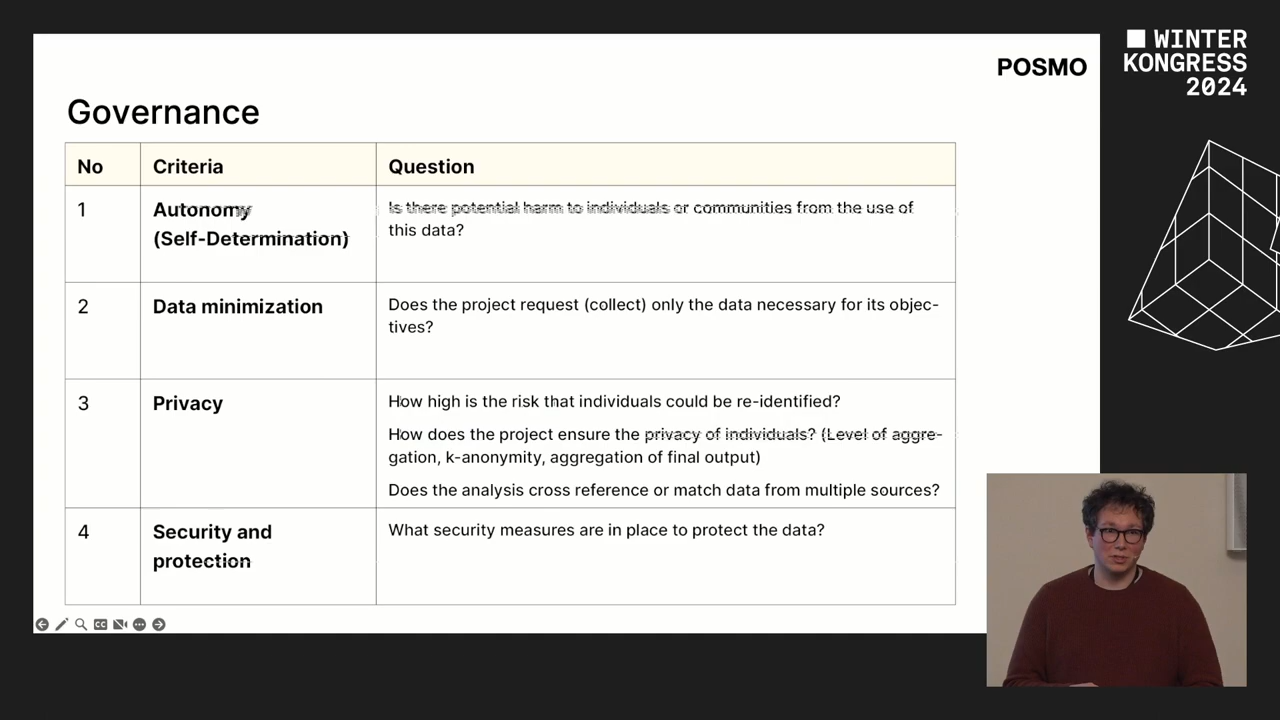 WINTER
KONGRESS
2024
POSMO
Governance
No Criteria Question
1 Autonomy
(Self-Determination)
Is there potential harm to individuals or communities from the use of
this data?
2 Data minimization
Does the project request (collect) only the data necessary for its objec-
tives?
3 Privacy
How high is the risk that individuals could be re-identified?
How does the project ensure the privacy of individuals? (Level of aggre-
gation, k-anonymity, aggregation of final output)
Does the analysis cross reference or match data from multiple sources?
4 Security and
protection
What security measures are in place to protect the data?
CC